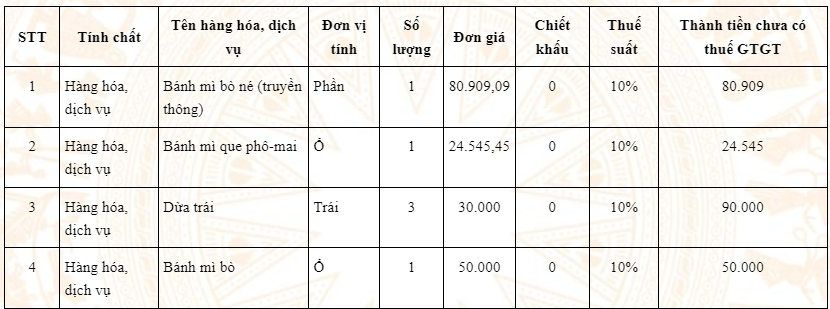 STT Tính chất Tên hàng hóa, dịch vụ Đơn vị tính Số lượng Đơn giá Chiết khấu Thuế suất Thành tiền chưa có thuế GTGT
1 Hàng hóa, dịch vụ Bánh mì bò né (truyền thông) Phần 1 80.909,09 0 10% 80.909
2 Hàng hóa, dịch vụ Bánh mì que phô-mai Ổ 1 24.545,45 0 10% 24.545
3 Hàng hóa, dịch vụ Dừa trái Trái 3 30.000 0 10% 90.000
4 Hàng hóa, dịch vụ Bánh mì bò Ổ 1 50.000 0 10% 50.000